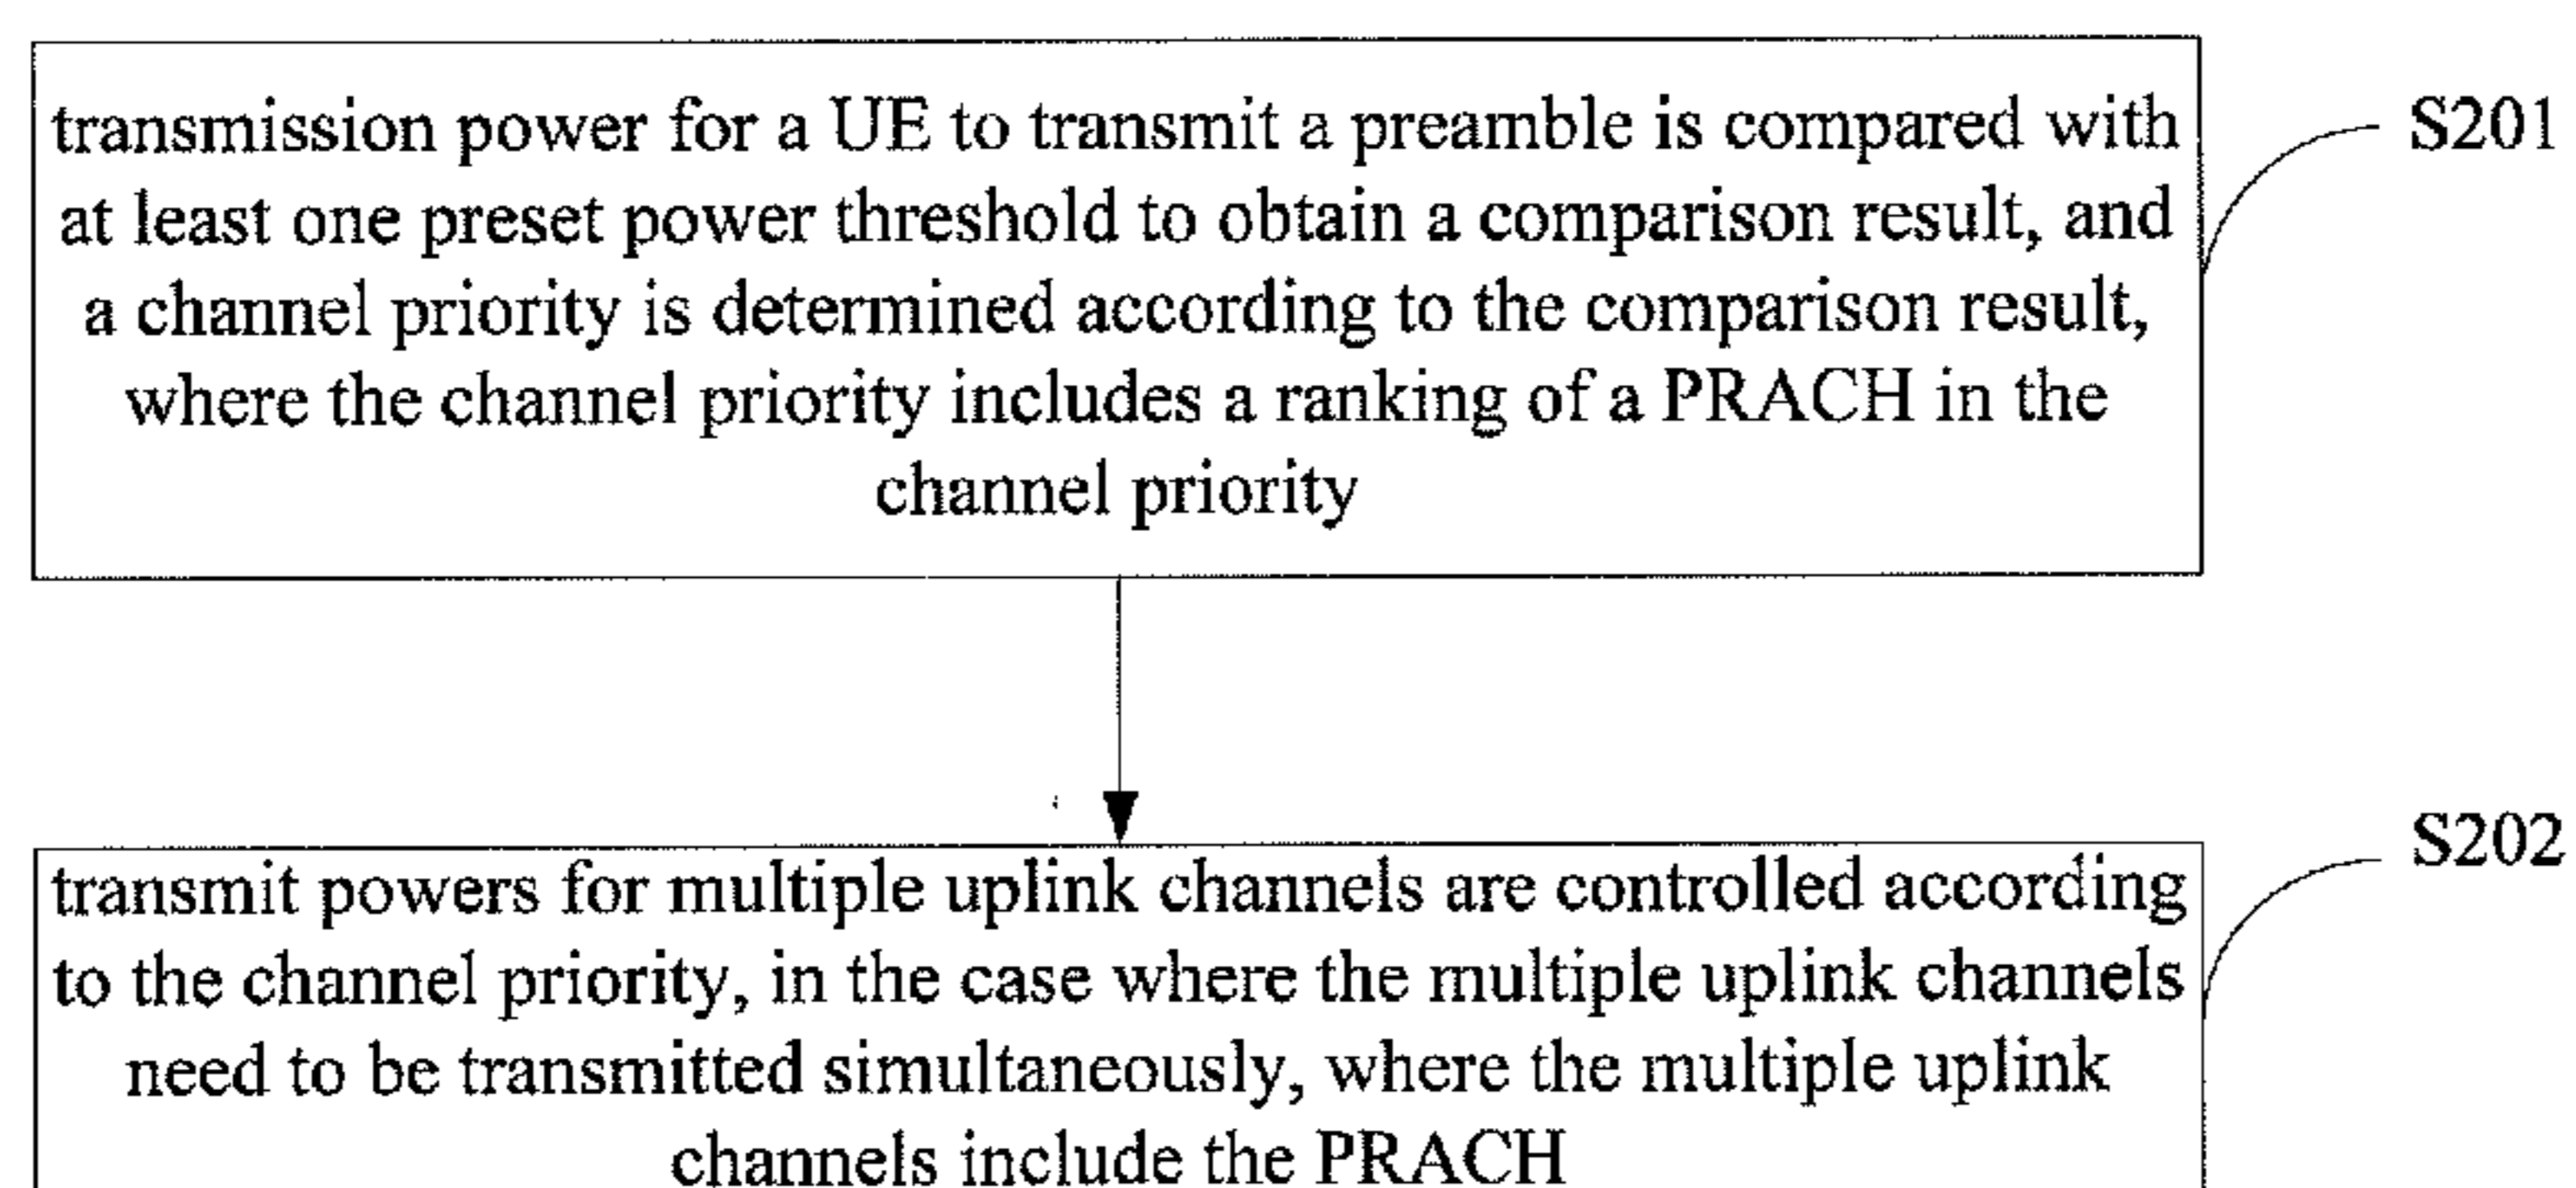 transmission power for a UE to transmit a preamble is compared with
S201
at least one preset power threshold to obtain a comparison result, and
a channel priority is determined according to the comparison result,
where the channel priority includes a ranking of a PRACH in the
channel priority
S202
transmit powers for multiple uplink channels are controlled according
to the channel priority, in the case where the multiple uplink channels
need to be transmitted simultaneously, where the multiple uplink
channels include the PRACH